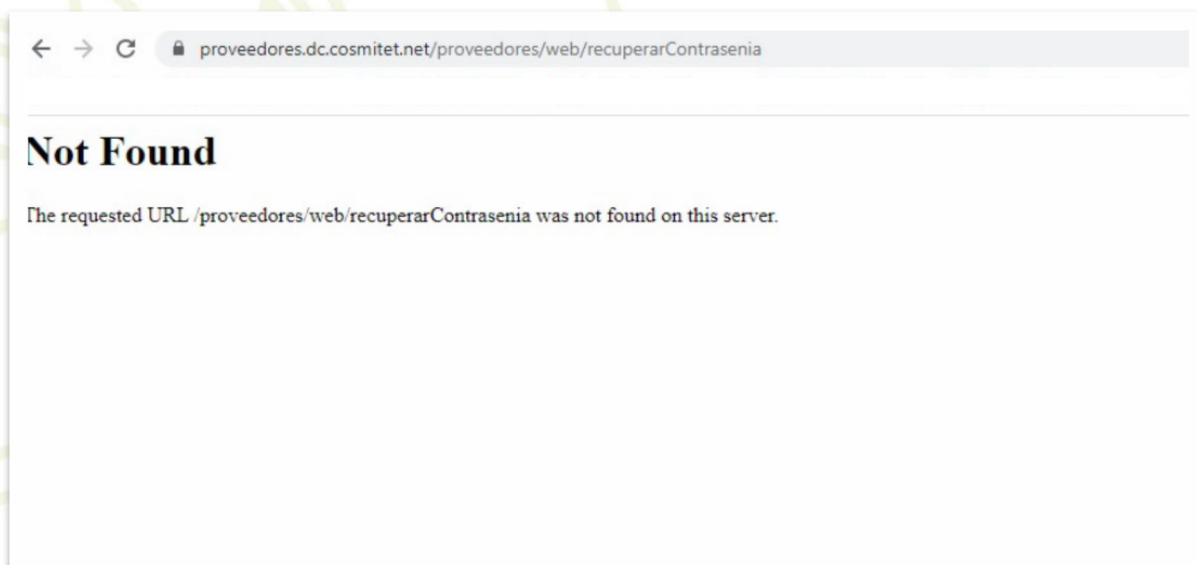 proveedores.dc.cosmitet.net/proveedores/web/recuperarContrasenia
Not Found
The requested URL /proveedores/web/recuperarContrasenia was not found on this server.